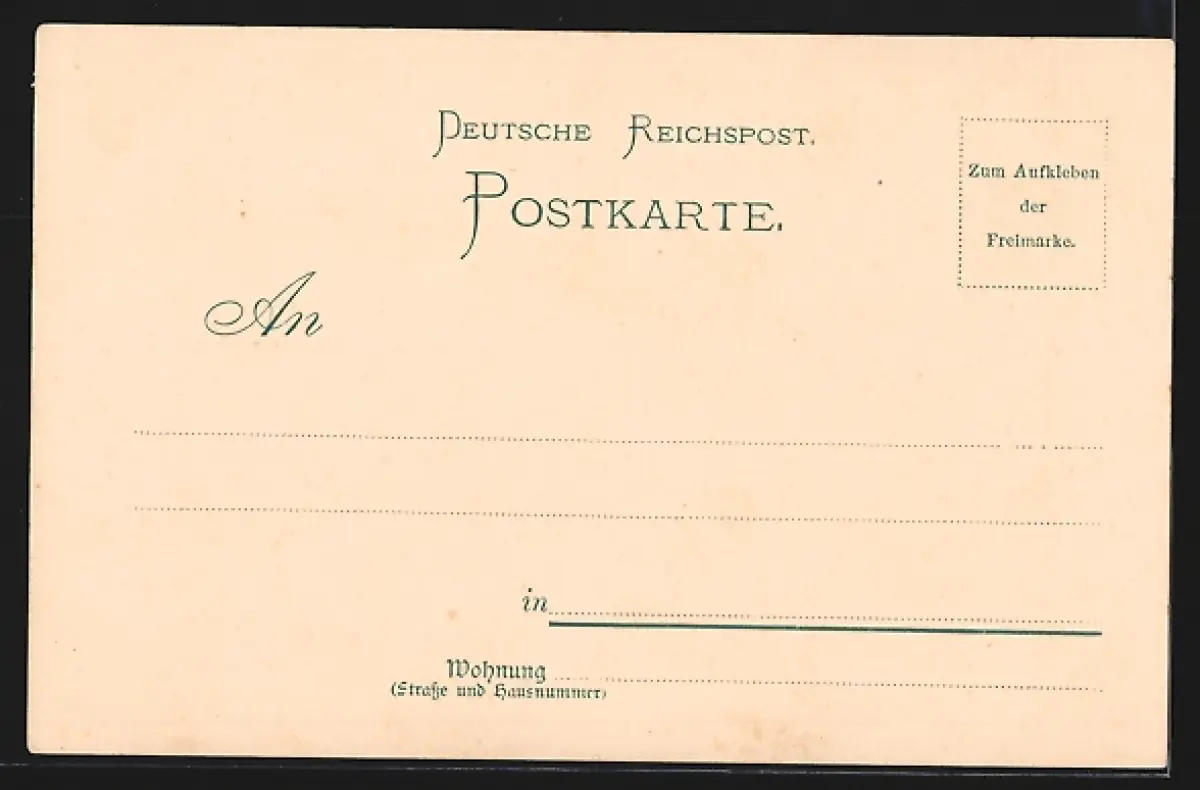 Deutsche Reichspost.
Postkarte.
Zum Aufkleben
der
Freimarke.
An
in
Wohnung
(Straße und Hausnummer)